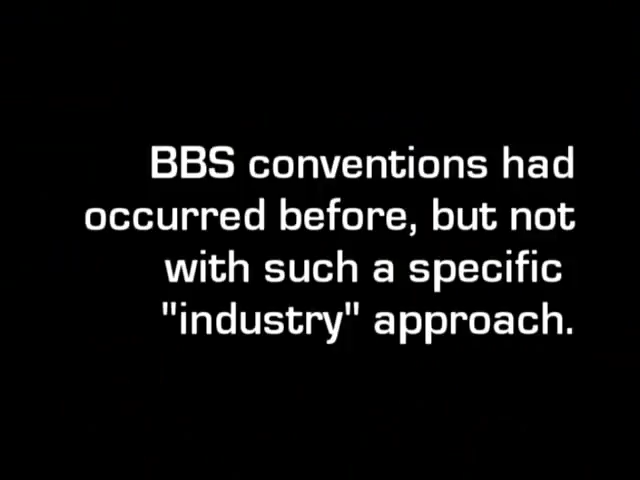 BBS conventions had
occurred before, but not
with such a specific
"industry" approach.